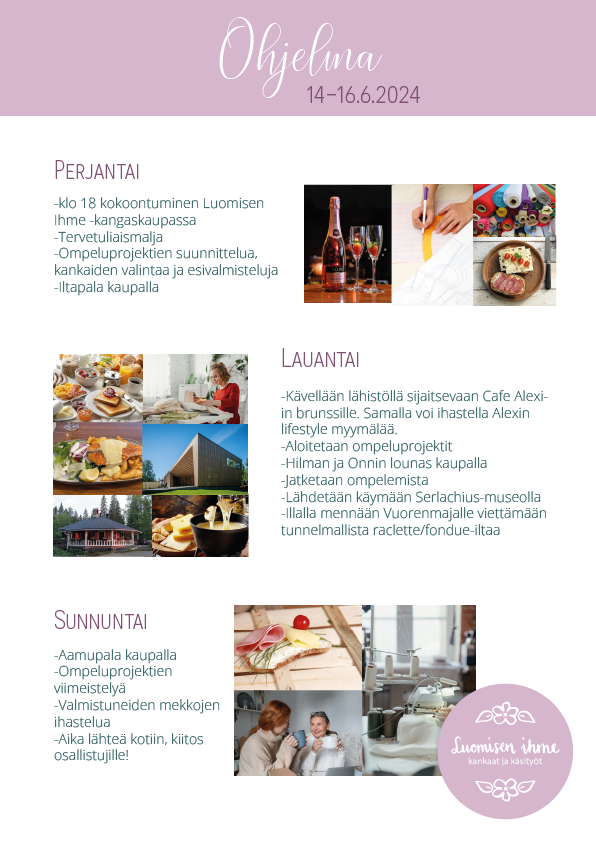 Ohjelma
14-16.6.2024
Perjantai
-klo 18 kokoontuminen Luomisen
Ihme -kangaskaupassa
-Tervetuliaismalja
-Ompeluprojektien suunnittelua,
kankaiden valintaa ja esivalmisteluja
-Iltapala kaupalla
Lauantai
-Kävellään lähistöllä sijaitsevaan Cafe Alexi-
in brunssille. Samalla voi ihastella Alexin
lifestyle myymälää.
-Aloitetaan ompeluprojektit
-Hilman ja Onnin lounas kaupalla
-Jatketaan ompelemista
-Lähdetään käymään Serlachius-museolla
-Illalla mennään Vuorenmajalle viettämään
tunnelmallista raclette/fondue-iltaa
Sunnuntai
-Aamupala kaupalla
-Ompeluprojektien
viimeistelyä
-Valmistuneiden mekkojen
ihastelua
-Aika lähteä kotiin, kiitos
osallistujille!
Luomisen ihme
kankaat ja käsityöt